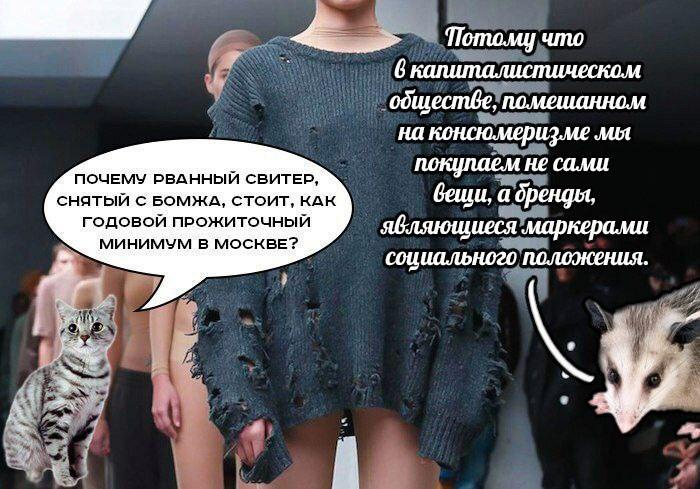 ПОЧЕМУ РВАННЫЙ СВИТЕР,
СНЯТЫЙ С БОМЖА, СТОИТ, КАК
ГОДОВОЙ ПРОЖИТОЧНЫЙ
МИНИМУМ В МОСКВЕ?
Потому что
в капиталистическом
обществе, помешанном
на консюмеризме мы
покупаем не сами
вещи, а бренды,
являющиеся маркерами
социального положения.